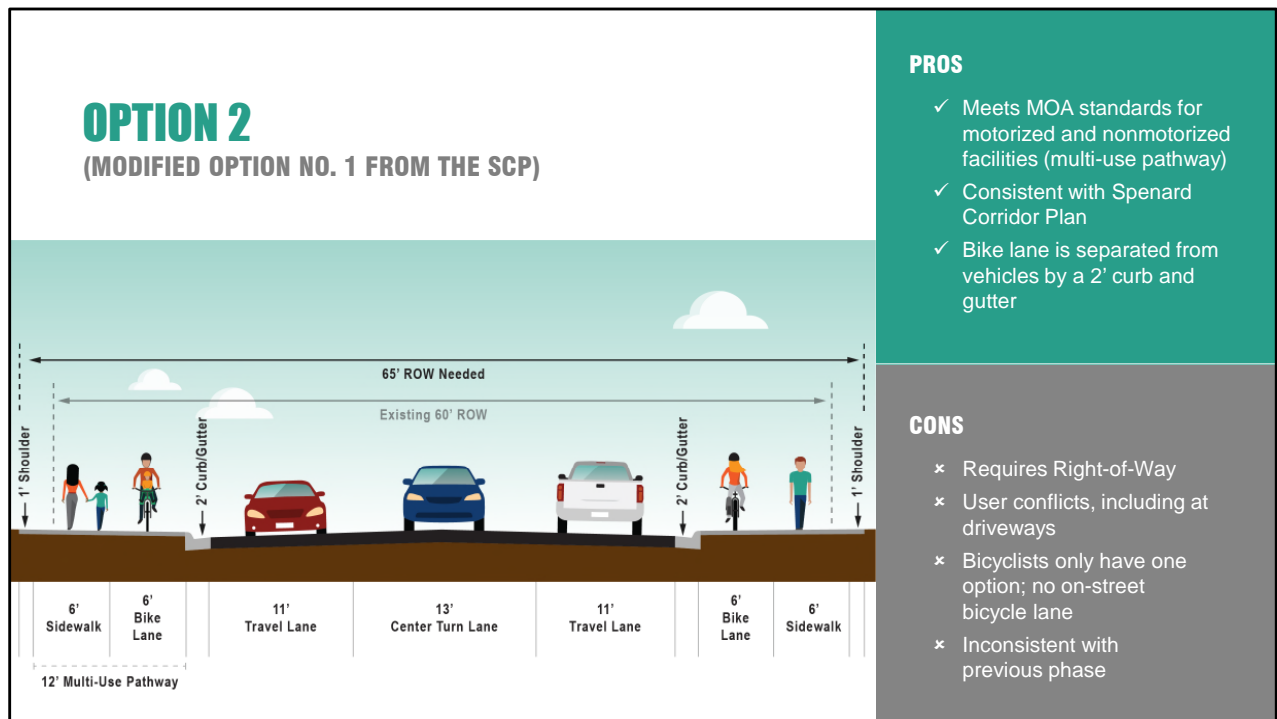 OPTION 2
(MODIFIED OPTION NO. 1 FROM THE SCP)
65' ROW Needed
Existing 60' ROW
1' Shoulder
2' Curb/Gutter
2' Curb/Gutter
1' Shoulder
6'
Sidewalk
6'
Bike
Lane
11'
Travel Lane
13'
Center Turn Lane
11'
Travel Lane
6'
Bike
Lane
6'
Sidewalk
12' Multi-Use Pathway
PROS
✓ Meets MOA standards for
motorized and nonmotorized
facilities (multi-use pathway)
✓ Consistent with Spenard
Corridor Plan
✓ Bike lane is separated from
vehicles by a 2' curb and
gutter
CONS
× Requires Right-of-Way
× User conflicts, including at
driveways
× Bicyclists only have one
option; no on-street
bicycle lane
× Inconsistent with
previous phase